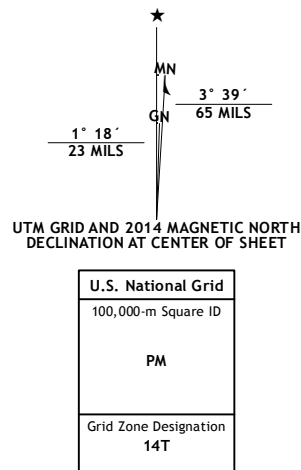 MN
3° 39´
65 MILS
GN
1° 18´
23 MILS
UTM GRID AND 2014 MAGNETIC NORTH
DECLINATION AT CENTER OF SHEET
U.S. National Grid
100,000-m Square ID
PM
Grid Zone Designation
14T